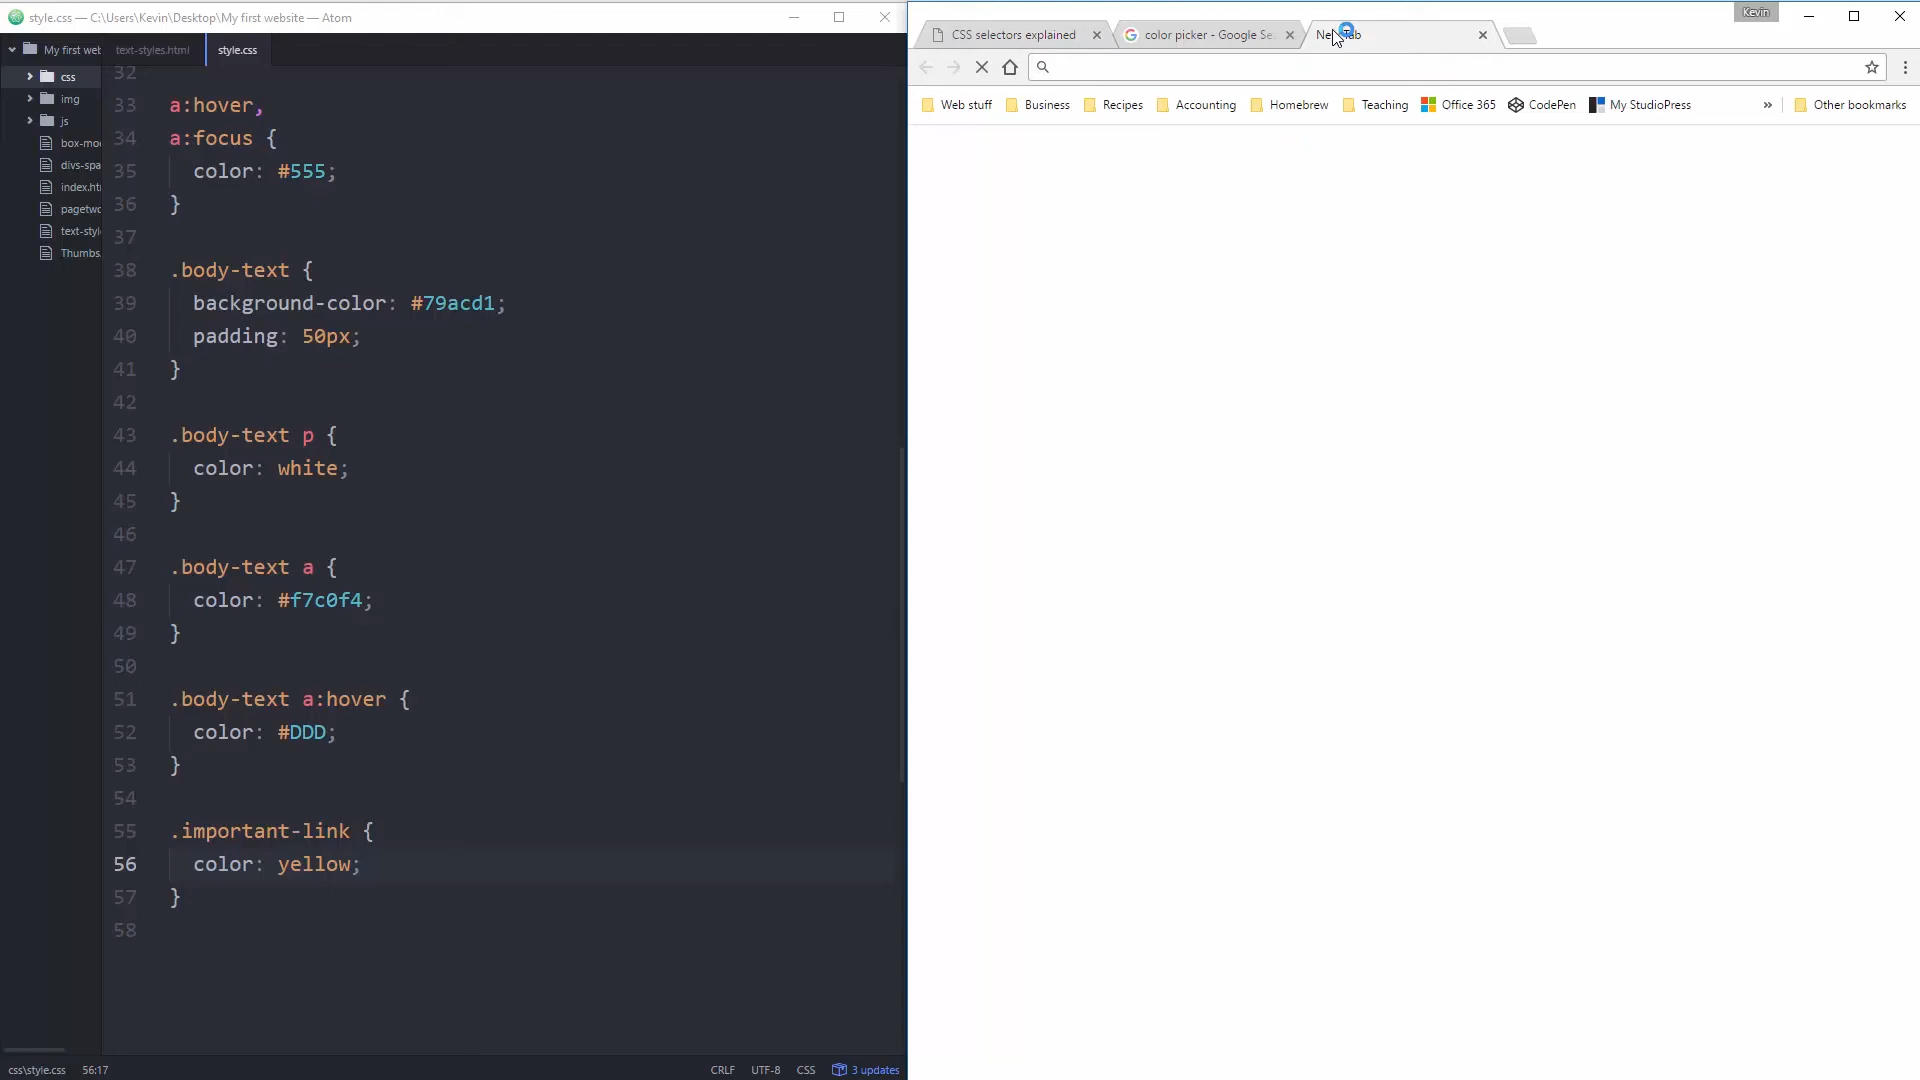 style.css — C:\Users\Kevin\Desktop\My first website — Atom
My first web
text-styles.html
style.css
css
img
js
box-mo
divs-spa
index.ht
pagetwo
text-styl
Thumbs.
32
33 a:hover,
34 a:focus {
35 color: #555;
36 }
37
38 .body-text {
39 background-color: #79acd1;
40 padding: 50px;
41 }
42
43 .body-text p {
44 color: white;
45 }
46
47 .body-text a {
48 color: #f7c0f4;
49 }
50
51 .body-text a:hover {
52 color: #DDD;
53 }
54
55 .important-link {
56 color: yellow;
57 }
58
css\style.css 56:17 CRLF UTF-8 CSS 3 updates
Kevin
CSS selectors explained
color picker - Google Se
Web stuff Business Recipes Accounting Homebrew Teaching Office 365 CodePen My StudioPress » Other bookmarks